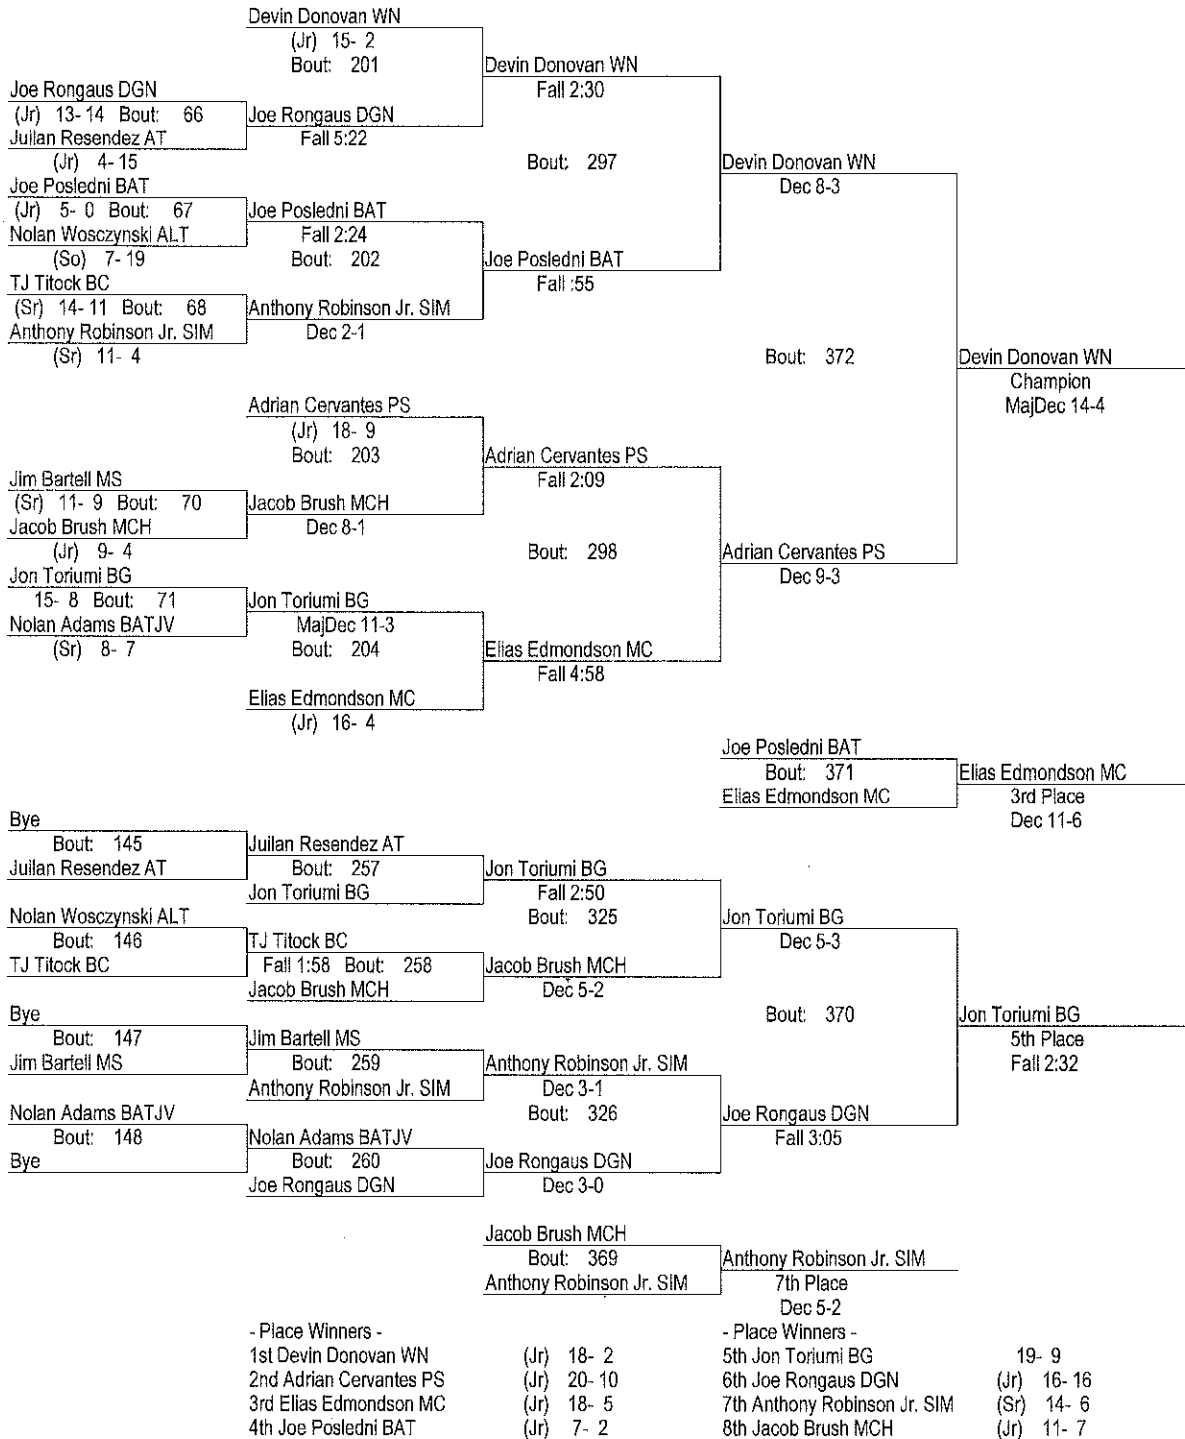 Devin Donovan WN
(Jr) 15- 2
Bout: 201
Devin Donovan WN
Fall 2:30
Joe Rongaus DGN
(Jr) 13- 14 Bout: 66
Joe Rongaus DGN
Julian Resendez AT
Fall 5:22
(Jr) 4- 15
Bout: 297
Devin Donovan WN
Dec 8-3
Joe Posledni BAT
(Jr) 5- 0 Bout: 67
Joe Posledni BAT
Nolan Wosczynski ALT
Fall 2:24
(So) 7- 19
Bout: 202
Joe Posledni BAT
Fall :55
TJ Titock BC
(Sr) 14- 11 Bout: 68
Anthony Robinson Jr. SIM
Anthony Robinson Jr. SIM
Dec 2-1
(Sr) 11- 4
Bout: 372
Devin Donovan WN
Champion
MajDec 14-4
Adrian Cervantes PS
(Jr) 18- 9
Bout: 203
Adrian Cervantes PS
Fall 2:09
Jim Bartell MS
(Sr) 11- 9 Bout: 70
Jacob Brush MCH
Jacob Brush MCH
Dec 8-1
(Jr) 9- 4
Bout: 298
Adrian Cervantes PS
Dec 9-3
Jon Toriumi BG
15- 8 Bout: 71
Jon Toriumi BG
Nolan Adams BATJV
MajDec 11-3
(Sr) 8- 7
Bout: 204
Elias Edmondson MC
Fall 4:58
Elias Edmondson MC
(Jr) 16- 4
Joe Posledni BAT
Bout: 371
Elias Edmondson MC
Elias Edmondson MC
3rd Place
Dec 11-6
Bye
Bout: 145
Julian Resendez AT
Julian Resendez AT
Bout: 257
Jon Toriumi BG
Jon Toriumi BG
Fall 2:50
Bout: 325
Jon Toriumi BG
Dec 5-3
Nolan Wosczynski ALT
Bout: 146
TJ Titock BC
TJ Titock BC
Fall 1:58 Bout: 258
Jacob Brush MCH
Jacob Brush MCH
Dec 5-2
Bye
Bout: 147
Jim Bartell MS
Jim Bartell MS
Bout: 259
Anthony Robinson Jr. SIM
Bout: 370
Jon Toriumi BG
5th Place
Fall 2:32
Anthony Robinson Jr. SIM
Dec 3-1
Bout: 326
Joe Rongaus DGN
Fall 3:05
Nolan Adams BATJV
Bout: 148
Bye
Nolan Adams BATJV
Bout: 260
Joe Rongaus DGN
Joe Rongaus DGN
Dec 3-0
Jacob Brush MCH
Bout: 369
Anthony Robinson Jr. SIM
Anthony Robinson Jr. SIM
7th Place
Dec 5-2
- Place Winners -
1st Devin Donovan WN (Jr) 18- 2
2nd Adrian Cervantes PS (Jr) 20- 10
3rd Elias Edmondson MC (Jr) 18- 5
4th Joe Posledni BAT (Jr) 7- 2
- Place Winners -
5th Jon Toriumi BG 19- 9
6th Joe Rongaus DGN (Jr) 16- 16
7th Anthony Robinson Jr. SIM (Sr) 14- 6
8th Jacob Brush MCH (Jr) 11- 7